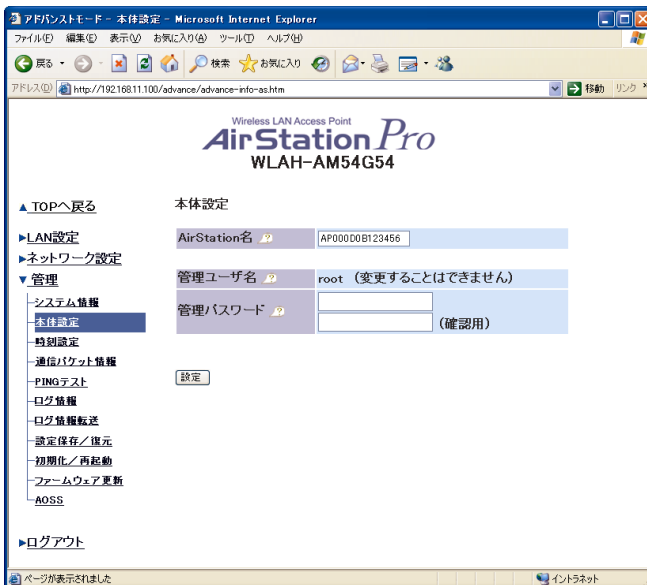 アドバンストモード - 本体設定 - Microsoft Internet Explorer
ファイル(F) 編集(E) 表示(V) お気に入り(A) ツール(T) ヘルプ(H)
戻る 検索 お気に入り
アドレス(D) http://192.168.11.100/advance/advance-info-as.htm 移動 リンク »
Wireless LAN Access Point
AirStation Pro
WLAH-AM54G54
▲ TOPへ戻る
本体設定
▶LAN設定
AirStation名 ? AP000D0B123456
▶ネットワーク設定
▼管理
管理ユーザ名 ? root (変更することはできません)
管理パスワード ?
(確認用)
システム情報
本体設定
時刻設定
通信パケット情報
PINGテスト
ログ情報
ログ情報転送
設定保存/復元
初期化/再起動
ファームウェア更新
AOSS
設定
▶ログアウト
ページが表示されました イントラネット